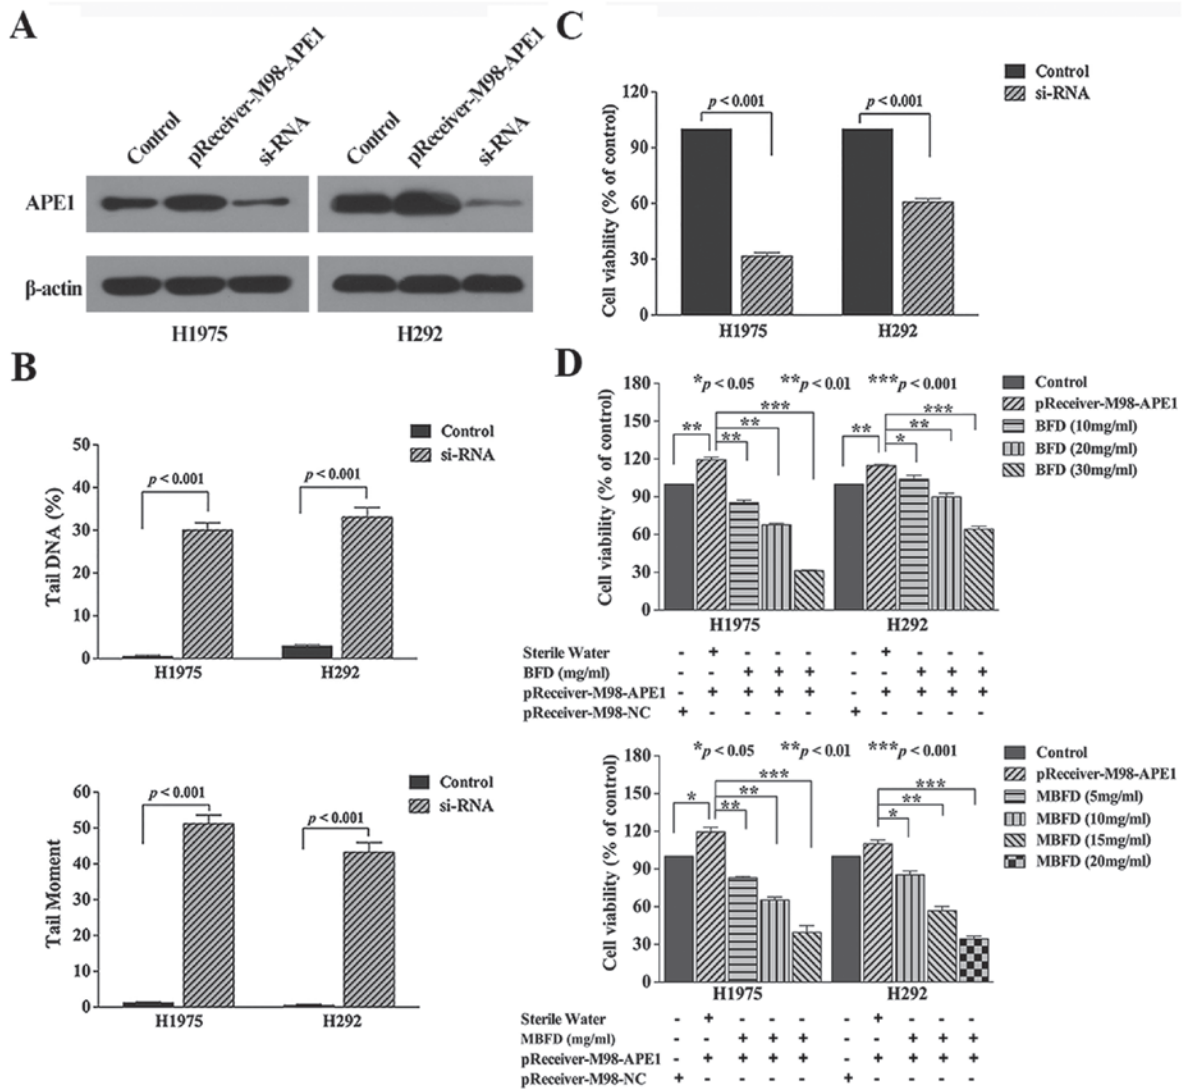 A
Control
pReceiver-M98-APE1
si-RNA
Control
pReceiver-M98-APE1
si-RNA
APE1
β-actin
H1975
H292
B
Control
si-RNA
Tail DNA (%)
50
40
30
20
10
0
p < 0.001
p < 0.001
H1975
H292
Control
si-RNA
Tail Moment
60
50
40
30
20
10
0
p < 0.001
p < 0.001
H1975
H292
C
Control
si-RNA
Cell viability (% of control)
120
90
60
30
0
p < 0.001
p < 0.001
H1975
H292
D
*p < 0.05 **p < 0.01 ***p < 0.001
Control
pReceiver-M98-APE1
BFD (10mg/ml)
BFD (20mg/ml)
BFD (30mg/ml)
Cell viability (% of control)
180
150
120
90
60
30
0
** ** ** ***
** * ** ***
H1975
H292
Sterile Water - + - - - - + - - -
BFD (mg/ml) - - + + + - - + + +
pReceiver-M98-APE1 - + + + + - + + + +
pReceiver-M98-NC + - - - - + - - - -
*p < 0.05 **p < 0.01 ***p < 0.001
Control
pReceiver-M98-APE1
MBFD (5mg/ml)
MBFD (10mg/ml)
MBFD (15mg/ml)
MBFD (20mg/ml)
Cell viability (% of control)
180
150
120
90
60
30
0
* ** ** ***
* ** ***
H1975
H292
Sterile Water - + - - - - + - - -
MBFD (mg/ml) - - + + + - - + + +
pReceiver-M98-APE1 - + + + + - + + + +
pReceiver-M98-NC + - - - - + - - - -